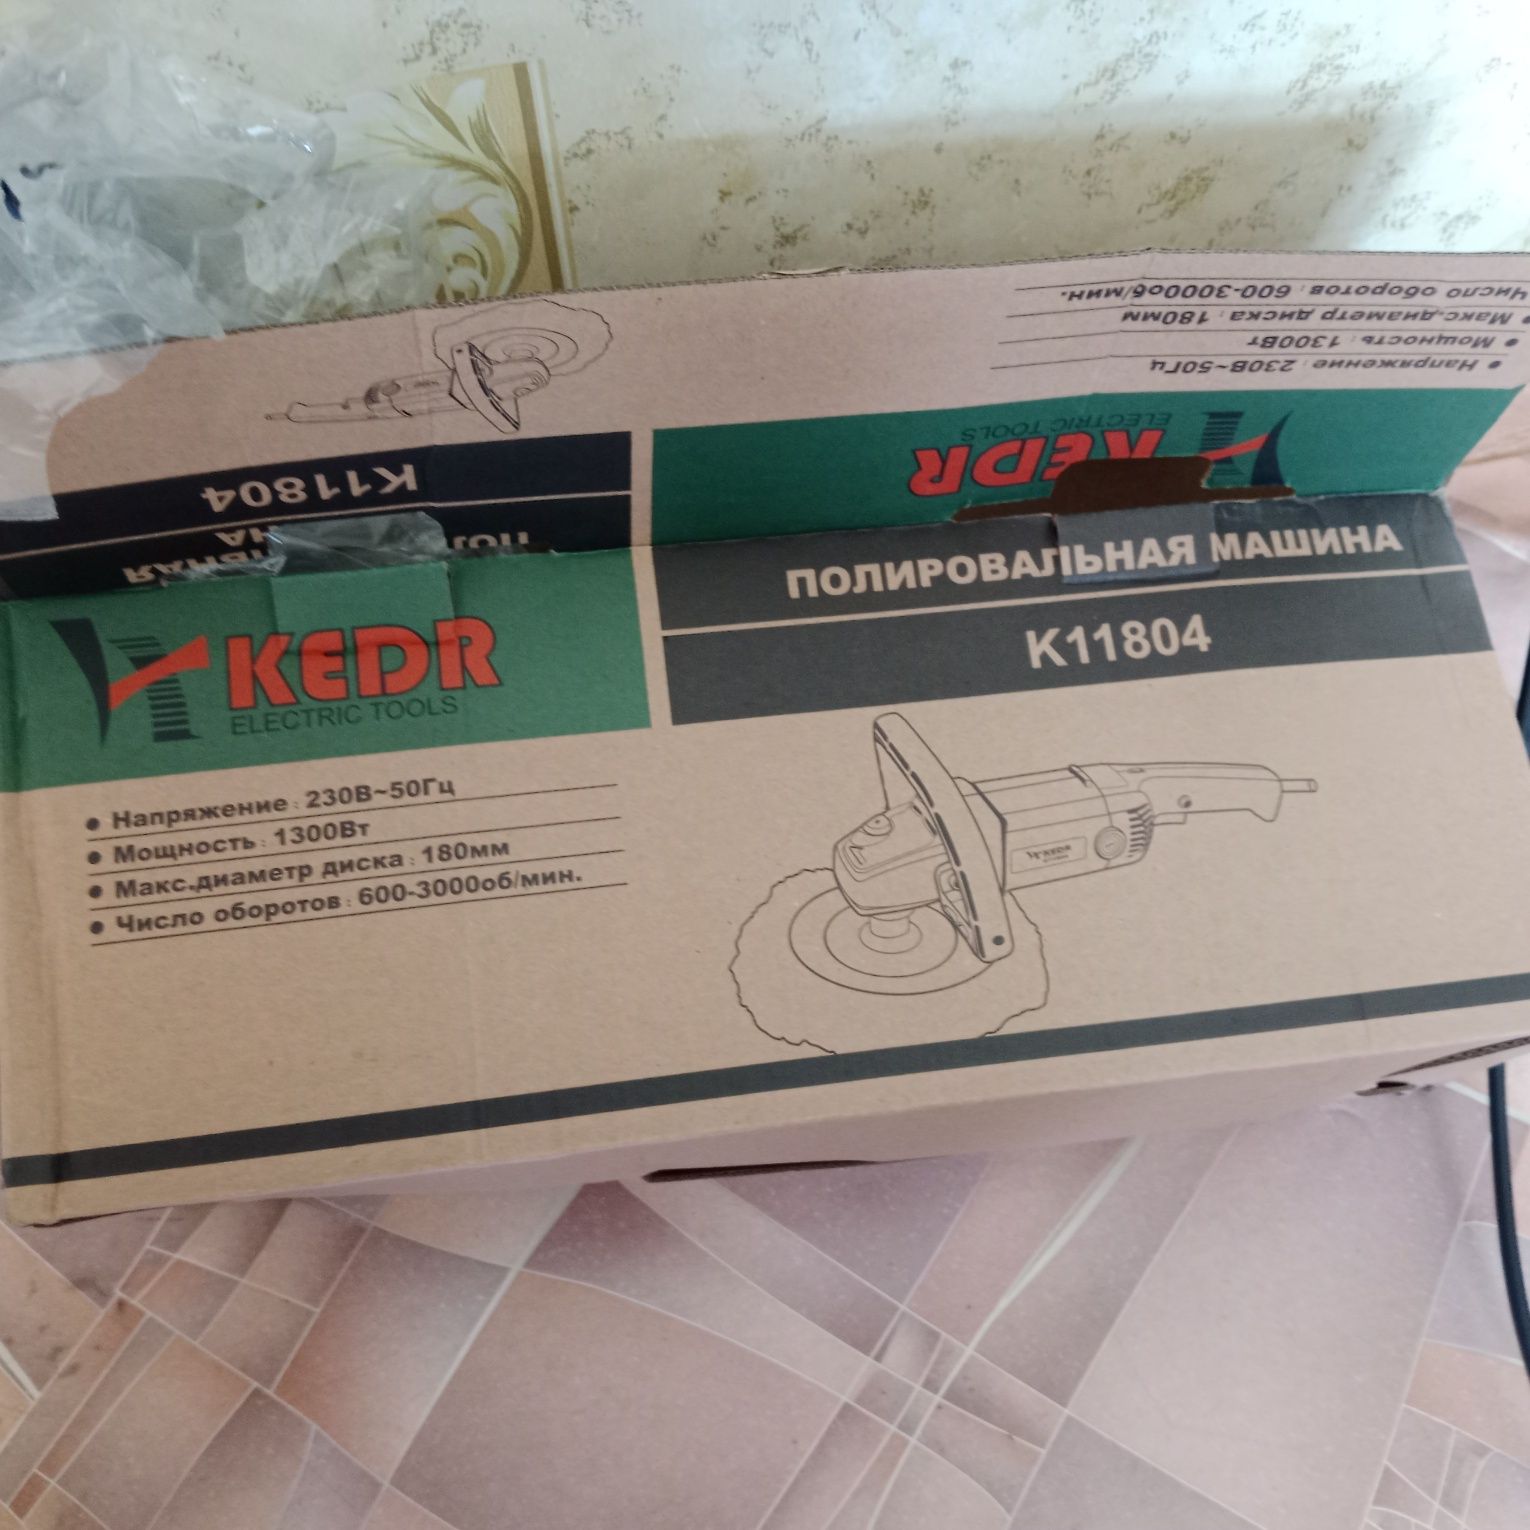 Число оборотов : 600-3000об/мин.
Макс.диаметр диска : 180мм
Мощность : 1300Вт
Напряжение : 230В~50Гц
KEDR
ELECTRIC TOOLS
K11804
KEDR
ELECTRIC TOOLS
Напряжение : 230В~50Гц
Мощность : 1300Вт
Макс.диаметр диска : 180мм
Число оборотов : 600-3000об/мин.
ПОЛИРОВАЛЬНАЯ МАШИНА
K11804
KEDR